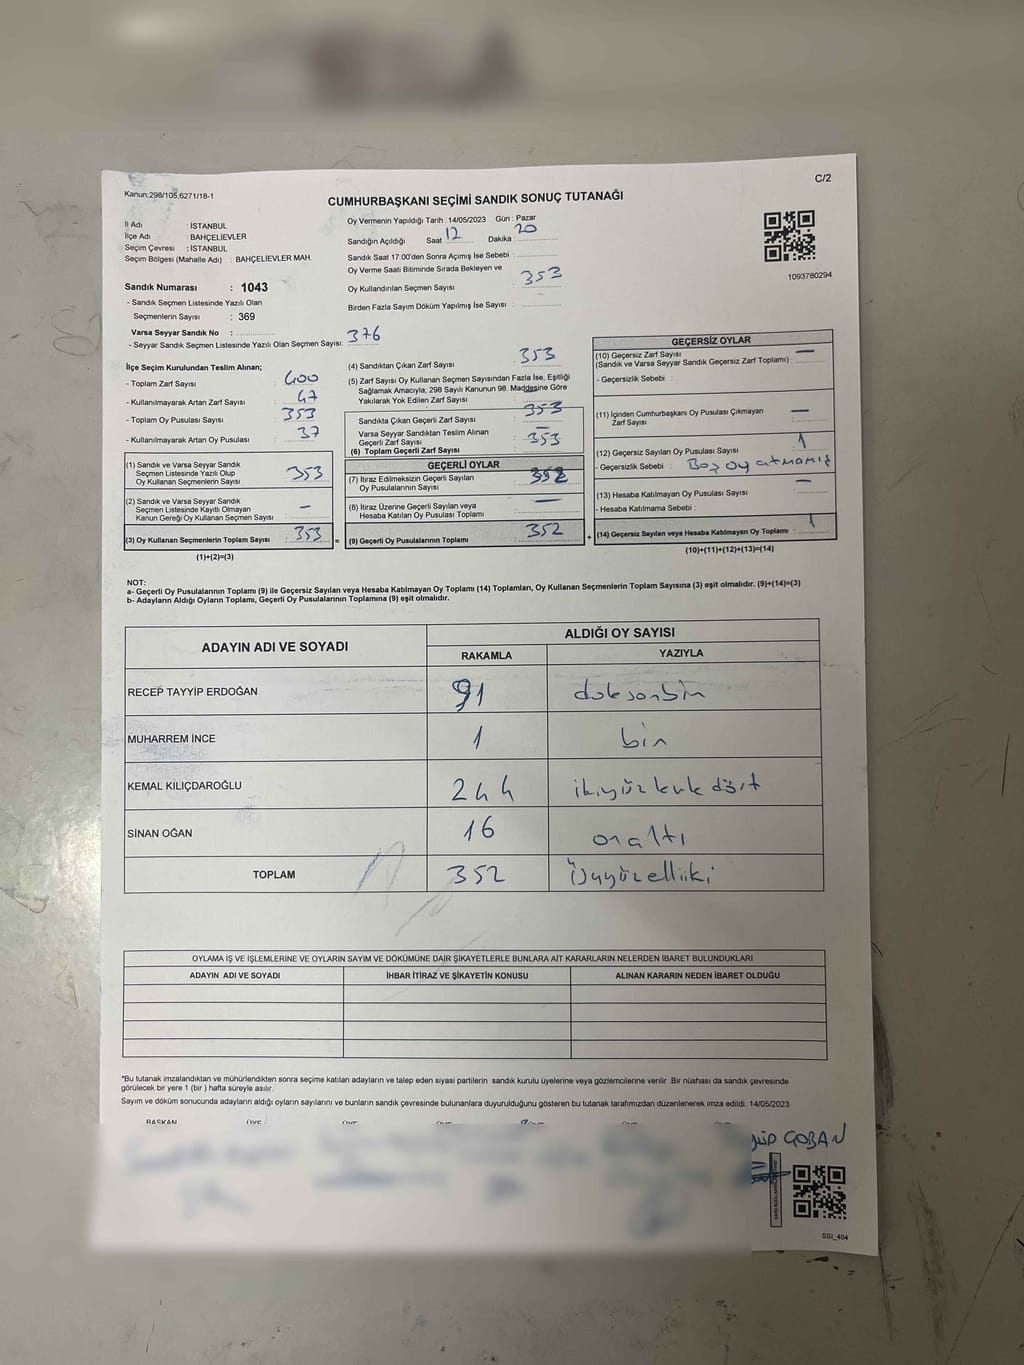 Kanun:298/105,6271/18-1
C/2
CUMHURBAŞKANI SEÇİMİ SANDIK SONUÇ TUTANAĞI
İl Adı : İSTANBUL
İlçe Adı : BAHÇELİEVLER
Seçim Çevresi : İSTANBUL
Seçim Bölgesi (Mahalle Adı) : BAHÇELİEVLER MAH.
Oy Vermenin Yapıldığı Tarih : 14/05/2023 Gün : Pazar
Sandığın Açıldığı Saat 12 Dakika : 20
Sandık Saat 17:00'den Sonra Açımış İse Sebebi :
Oy Verme Saati Bitiminde Sırada Bekleyen ve
Oy Kullandırılan Seçmen Sayısı : 353
Birden Fazla Sayım Döküm Yapılmış İse Sayısı : –
1093780294
Sandık Numarası : 1043
- Sandık Seçmen Listesinde Yazılı Olan
Seçmenlerin Sayısı : 369
Varsa Seyyar Sandık No :
- Seyyar Sandık Seçmen Listesinde Yazılı Olan Seçmen Sayısı: 376
İlçe Seçim Kurulundan Teslim Alınan;
- Toplam Zarf Sayısı : 400
- Kullanılmayarak Artan Zarf Sayısı : 47
- Toplam Oy Pusulası Sayısı : 353
- Kullanılmayarak Artan Oy Pusulası : 37
(1) Sandık ve Varsa Seyyar Sandık
Seçmen Listesinde Yazılı Olup
Oy Kullanan Seçmenlerin Sayısı : 353
(2) Sandık ve Varsa Seyyar Sandık
Seçmen Listesinde Kayıtlı Olmayan
Kanun Gereği Oy Kullanan Seçmen Sayısı : –
(3) Oy Kullanan Seçmenlerin Toplam Sayısı : 353 =
(1)+(2)=(3)
(4) Sandıktan Çıkan Zarf Sayısı : 353
(5) Zarf Sayısı Oy Kullanan Seçmen Sayısından Fazla İse, Eşitliği
Sağlamak Amacıyla, 298 Sayılı Kanunun 98. Maddesine Göre
Yakılarak Yok Edilen Zarf Sayısı :
Sandıkta Çıkan Geçerli Zarf Sayısı : 353
Varsa Seyyar Sandıktan Teslim Alınan
Geçerli Zarf Sayısı : –
(6) Toplam Geçerli Zarf Sayısı : 353
GEÇERLİ OYLAR
(7) İtiraz Edilmeksizin Geçerli Sayılan
Oy Pusulalarının Sayısı : 352
(8) İtiraz Üzerine Geçerli Sayılan veya
Hesaba Katılan Oy Pusulası Toplamı : –
(9) Geçerli Oy Pusulalarının Toplamı : 352 +
GEÇERSİZ OYLAR
(10) Geçersiz Zarf Sayısı
(Sandık ve Varsa Seyyar Sandık Geçersiz Zarf Toplamı) : –
- Geçersizlik Sebebi :
(11) İçinden Cumhurbaşkanı Oy Pusulası Çıkmayan
Zarf Sayısı : –
(12) Geçersiz Sayılan Oy Pusulası Sayısı : 1
- Geçersizlik Sebebi : Boş oy atmamış
(13) Hesaba Katılmayan Oy Pusulası Sayısı : –
- Hesaba Katılmama Sebebi :
(14) Geçersiz Sayılan veya Hesaba Katılmayan Oy Toplamı : 1
(10)+(11)+(12)+(13)=(14)
NOT:
a- Geçerli Oy Pusulalarının Toplamı (9) ile Geçersiz Sayılan veya Hesaba Katılmayan Oy Toplamı (14) Toplamları, Oy Kullanan Seçmenlerin Toplam Sayısına (3) eşit olmalıdır. (9)+(14)=(3)
b- Adayların Aldığı Oyların Toplamı, Geçerli Oy Pusulalarının Toplamına (9) eşit olmalıdır.
ADAYIN ADI VE SOYADI
ALDIĞI OY SAYISI
RAKAMLA YAZIYLA
RECEP TAYYİP ERDOĞAN 91 doksanbin
MUHARREM İNCE 1 bin
KEMAL KILIÇDAROĞLU 244 ikiyüzkırkdört
SİNAN OĞAN 16 onaltı
TOPLAM 352 Üçyüzelliiki
OYLAMA İŞ VE İŞLEMLERİNE VE OYLARIN SAYIM VE DÖKÜMÜNE DAİR ŞİKAYETLERLE BUNLARA AİT KARARLARIN NELERDEN İBARET BULUNDUKLARI
ADAYIN ADI VE SOYADI İHBAR İTİRAZ VE ŞİKAYETİN KONUSU ALINAN KARARIN NEDEN İBARET OLDUĞU
*Bu tutanak imzalandıktan ve mühürlendikten sonra seçime katılan adayların ve talep eden siyasi partilerin sandık kurulu üyelerine veya gözlemcilerine verilir. Bir nüshası da sandık çevresinde
görülecek bir yere 1 (bir ) hafta süreyle asılır.
Sayım ve döküm sonucunda adayların aldığı oyların sayılarını ve bunların sandık çevresinde bulunanlara duyurulduğunu gösteren bu tutanak tarafımızdan düzenlenerek imza edildi. 14/05/2023
BAŞKAN ÜYE
ÇOBAN
SSI_404